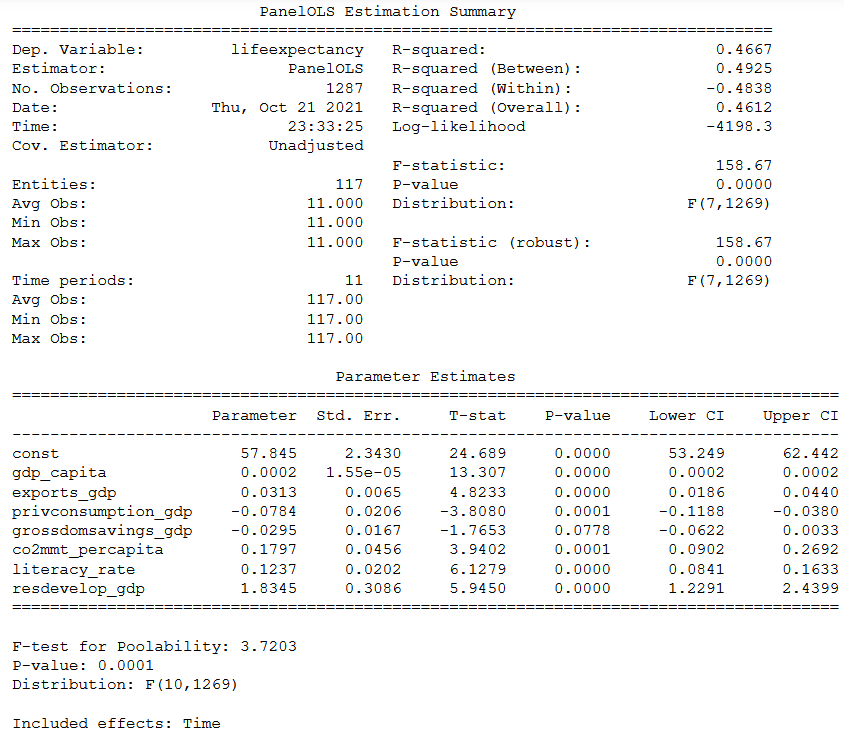 PanelOLS Estimation Summary
================================================================================
Dep. Variable: lifeexpectancy R-squared: 0.4667
Estimator: PanelOLS R-squared (Between): 0.4925
No. Observations: 1287 R-squared (Within): -0.4838
Date: Thu, Oct 21 2021 R-squared (Overall): 0.4612
Time: 23:33:25 Log-likelihood -4198.3
Cov. Estimator: Unadjusted
F-statistic: 158.67
Entities: 117 P-value 0.0000
Avg Obs: 11.000 Distribution: F(7,1269)
Min Obs: 11.000
Max Obs: 11.000 F-statistic (robust): 158.67
P-value 0.0000
Time periods: 11 Distribution: F(7,1269)
Avg Obs: 117.00
Min Obs: 117.00
Max Obs: 117.00
Parameter Estimates
=======================================================================================
Parameter Std. Err. T-stat P-value Lower CI Upper CI
---------------------------------------------------------------------------------------
const 57.845 2.3430 24.689 0.0000 53.249 62.442
gdp_capita 0.0002 1.55e-05 13.307 0.0000 0.0002 0.0002
exports_gdp 0.0313 0.0065 4.8233 0.0000 0.0186 0.0440
privconsumption_gdp -0.0784 0.0206 -3.8080 0.0001 -0.1188 -0.0380
grossdomsavings_gdp -0.0295 0.0167 -1.7653 0.0778 -0.0622 0.0033
co2mmt_percapita 0.1797 0.0456 3.9402 0.0001 0.0902 0.2692
literacy_rate 0.1237 0.0202 6.1279 0.0000 0.0841 0.1633
resdevelop_gdp 1.8345 0.3086 5.9450 0.0000 1.2291 2.4399
=======================================================================================
F-test for Poolability: 3.7203
P-value: 0.0001
Distribution: F(10,1269)
Included effects: Time